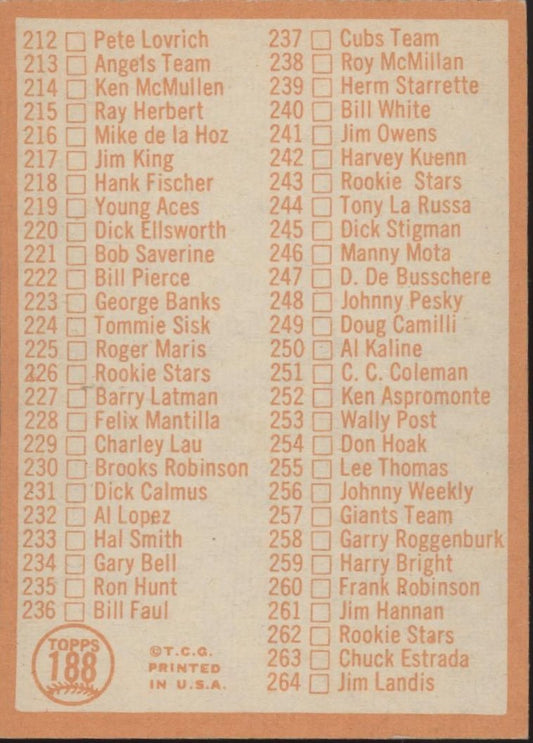 212 Pete Lovrich
213 Angels Team
214 Ken McMullen
215 Ray Herbert
216 Mike de la Hoz
217 Jim King
218 Hank Fischer
219 Young Aces
220 Dick Ellsworth
221 Bob Saverine
222 Bill Pierce
223 George Banks
224 Tommie Sisk
225 Roger Maris
226 Rookie Stars
227 Barry Latman
228 Felix Mantilla
229 Charley Lau
230 Brooks Robinson
231 Dick Calmus
232 Al Lopez
233 Hal Smith
234 Gary Bell
235 Ron Hunt
236 Bill Faul
TOPPS
188
©T.C.G.
PRINTED
IN U.S.A.
237 Cubs Team
238 Roy McMillan
239 Herm Starrette
240 Bill White
241 Jim Owens
242 Harvey Kuenn
243 Rookie Stars
244 Tony La Russa
245 Dick Stigman
246 Manny Mota
247 D. De Busschere
248 Johnny Pesky
249 Doug Camilli
250 Al Kaline
251 C. C. Coleman
252 Ken Aspromonte
253 Wally Post
254 Don Hoak
255 Lee Thomas
256 Johnny Weekly
257 Giants Team
258 Garry Roggenburk
259 Harry Bright
260 Frank Robinson
261 Jim Hannan
262 Rookie Stars
263 Chuck Estrada
264 Jim Landis